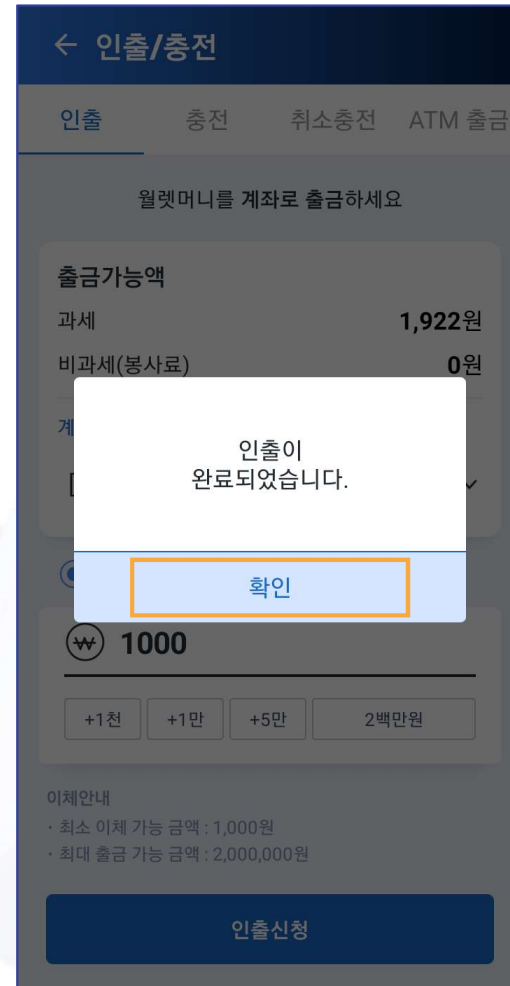 ← 인출/충전
인출 충전 취소충전 ATM 출금
월렛머니를 계좌로 출금하세요
출금가능액
과세 1,922원
비과세(봉사료) 0원
계
인출이
완료되었습니다.
확인
₩ 1000
+1천 +1만 +5만 2백만원
이체안내
· 최소 이체 가능 금액 : 1,000원
· 최대 출금 가능 금액 : 2,000,000원
인출신청